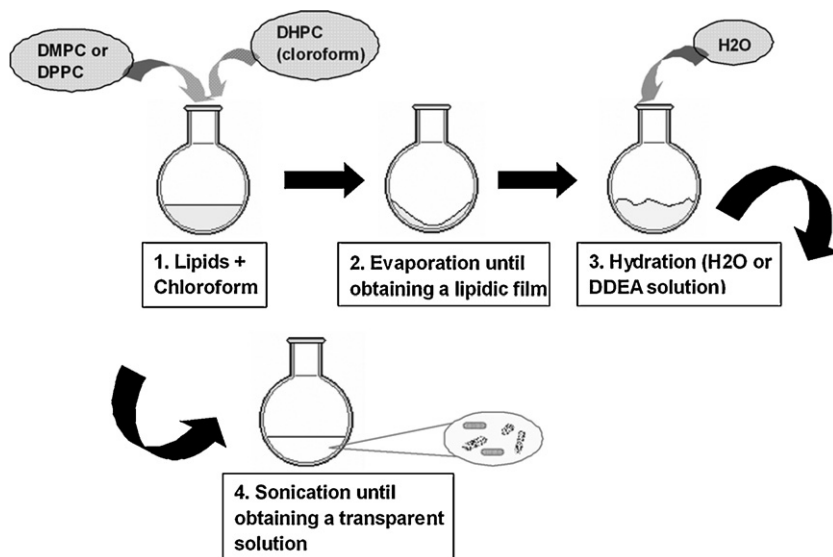 DMPC or
DPPC
DHPC
(cloroform)
H2O
1. Lipids +
Chloroform
2. Evaporation until
obtaining a lipidic film
3. Hydration (H2O or
DDEA solution)
4. Sonication until
obtaining a transparent
solution